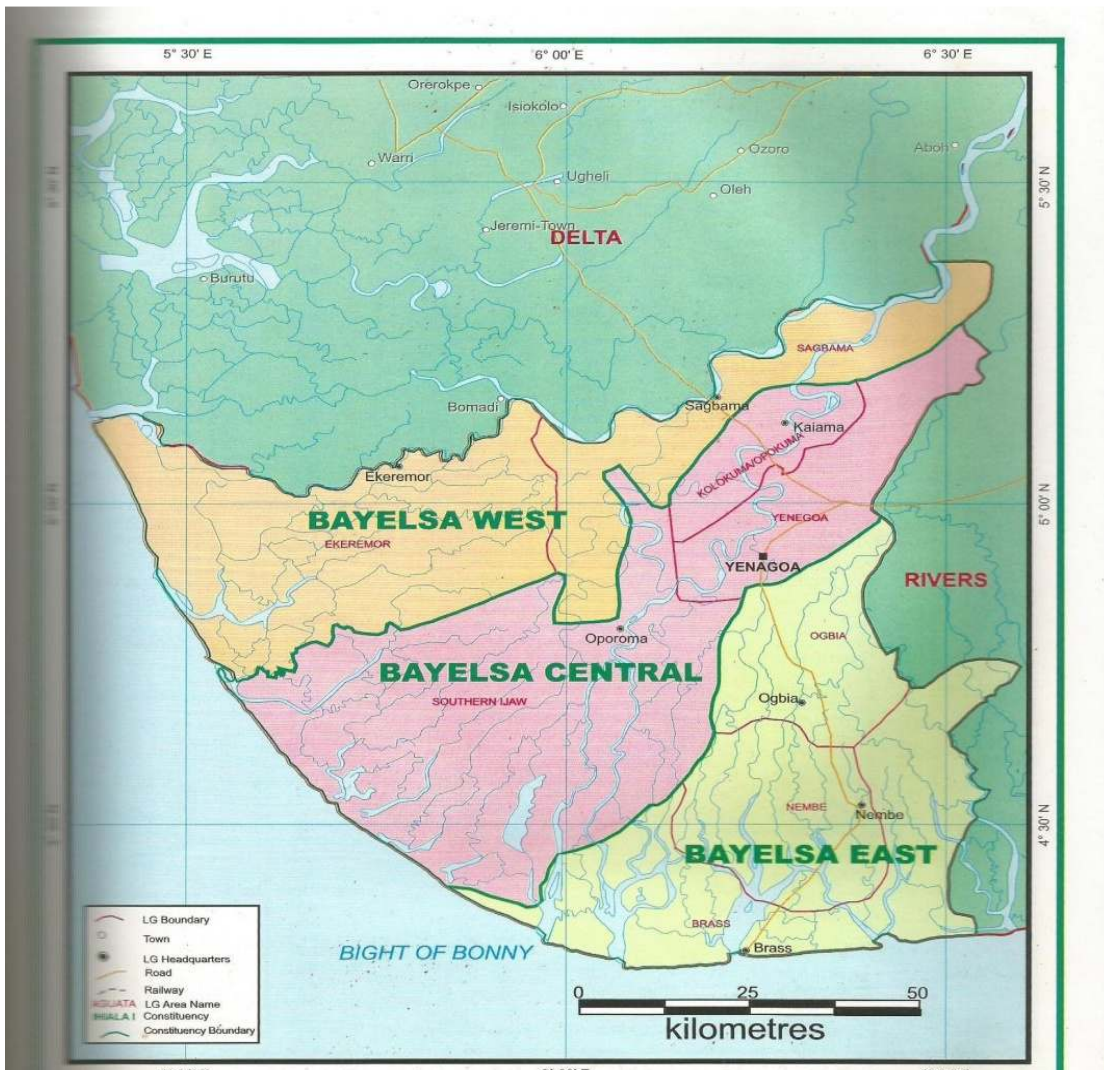 5° 30' E
6° 00' E
6° 30' E
Orerokpe
Isiokolo
Warri
Ozoro
Aboh
Ugheli
5° 30' N
Oleh
Jeremi-Town
DELTA
Burutu
SAGBAMA
Bomadi
Sagbama
Kaiama
KOLOKUMA/OPOKUMA
Ekeremor
5° 00' N
BAYELSA WEST
YENEGOA
EKEREMOR
YENAGOA
RIVERS
Oporoma
OGBIA
BAYELSA CENTRAL
SOUTHERN IJAW
Ogbia
NEMBE
Nembe
4° 30' N
BAYELSA EAST
BRASS
Brass
BIGHT OF BONNY
LG Boundary
Town
LG Headquarters
Road
Railway
AGUATA LG Area Name
IHIALA I Constituency
Constituency Boundary
0 25 50
kilometres